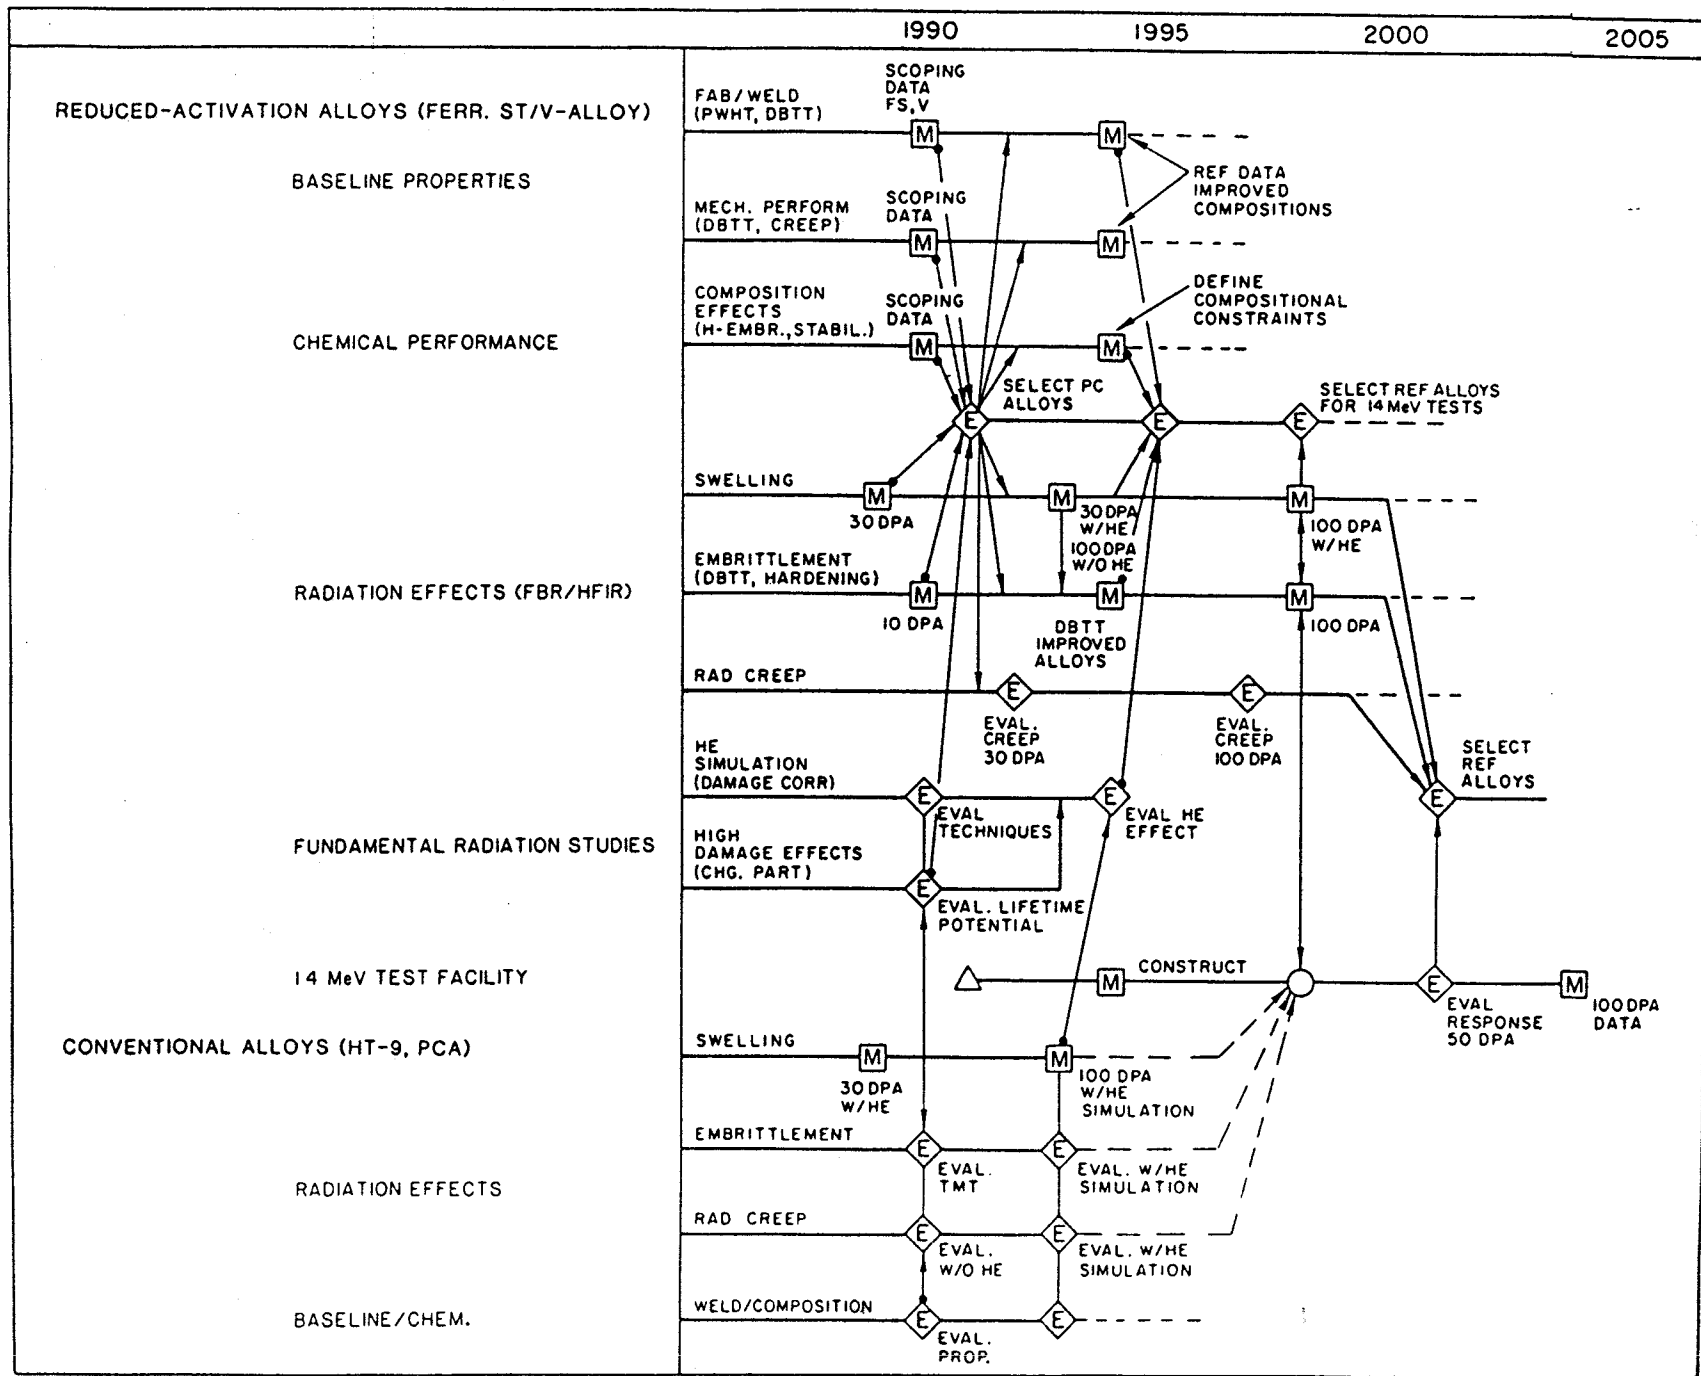 1990 1995 2000 2005
REDUCED-ACTIVATION ALLOYS (FERR. ST/V-ALLOY)
FAB/WELD
(PWHT, DBTT)
SCOPING
DATA
FS,V
M
M
BASELINE PROPERTIES
REF DATA
IMPROVED
COMPOSITIONS
MECH. PERFORM
(DBTT, CREEP)
SCOPING
DATA
M
M
CHEMICAL PERFORMANCE
COMPOSITION
EFFECTS
(H-EMBR.,STABIL.)
SCOPING
DATA
M
M
DEFINE
COMPOSITIONAL
CONSTRAINTS
E
SELECT PC
ALLOYS
E
E
SELECT REF ALLOYS
FOR 14 MeV TESTS
SWELLING
M
30 DPA
M
30 DPA
W/HE
100 DPA
W/O HE
M
100 DPA
W/HE
RADIATION EFFECTS (FBR/HFIR)
EMBRITTLEMENT
(DBTT, HARDENING)
M
10 DPA
M
DBTT
IMPROVED
ALLOYS
M
100 DPA
RAD CREEP
E
EVAL.
CREEP
30 DPA
E
EVAL.
CREEP
100 DPA
HE
SIMULATION
(DAMAGE CORR)
E
EVAL
TECHNIQUES
E
EVAL HE
EFFECT
E
SELECT
REF
ALLOYS
FUNDAMENTAL RADIATION STUDIES
HIGH
DAMAGE EFFECTS
(CHG. PART)
E
EVAL. LIFETIME
POTENTIAL
14 MeV TEST FACILITY
M
CONSTRUCT
E
EVAL
RESPONSE
50 DPA
M
100 DPA
DATA
CONVENTIONAL ALLOYS (HT-9, PCA)
SWELLING
M
30 DPA
W/HE
M
100 DPA
W/HE
SIMULATION
EMBRITTLEMENT
E
EVAL.
TMT
E
EVAL. W/HE
SIMULATION
RADIATION EFFECTS
RAD CREEP
E
EVAL.
W/O HE
E
EVAL. W/HE
SIMULATION
BASELINE/CHEM.
WELD/COMPOSITION
E
EVAL.
PROP.
E